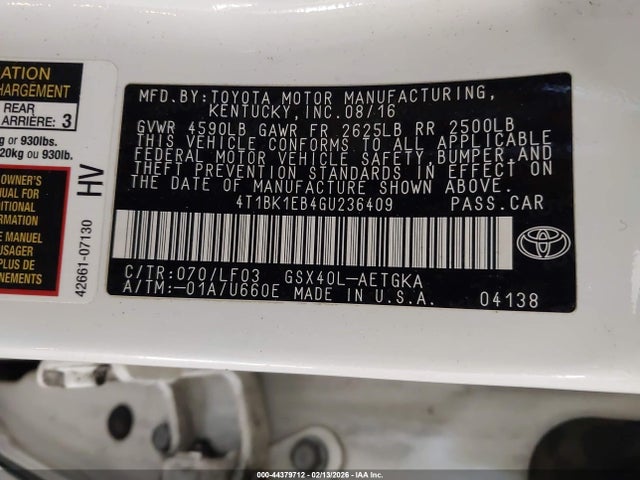 ATION
HARGEMENT
REAR
ARRIÈRE: 3
or 930lbs.
20kg ou 930lb.
OWNER'S
NUAL FOR
DITIONAL
ORMATION
E MANUEL
USAGER
PLUS DE
GNEMENTS
HV
42661-07130
MFD.BY:TOYOTA MOTOR MANUFACTURING,
KENTUCKY, INC. 08/16
GVWR 4590LB GAWR FR 2625LB RR 2500LB
THIS VEHICLE CONFORMS TO ALL APPLICABLE
FEDERAL MOTOR VEHICLE SAFETY, BUMPER, AND
THEFT PREVENTION STANDARDS IN EFFECT ON
THE DATE OF MANUFACTURE SHOWN ABOVE.
4T1BK1EB4GU236409 PASS.CAR
C/TR:070/LF03 GSX40L-AETGKA
A/TM:-01A/U660E MADE IN U.S.A. 04138
000-44379712 - 02/13/2026 - IAA Inc.